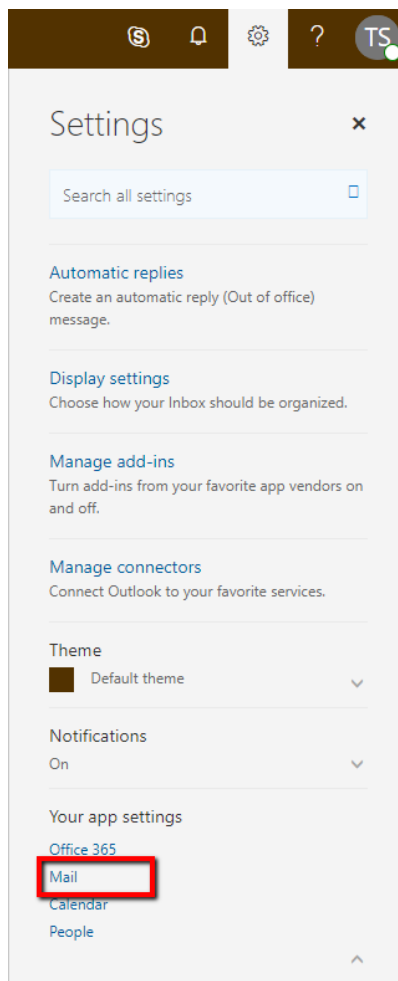 ? TS
Settings
Search all settings
Automatic replies
Create an automatic reply (Out of office)
message.
Display settings
Choose how your Inbox should be organized.
Manage add-ins
Turn add-ins from your favorite app vendors on
and off.
Manage connectors
Connect Outlook to your favorite services.
Theme
Default theme
Notifications
On
Your app settings
Office 365
Mail
Calendar
People